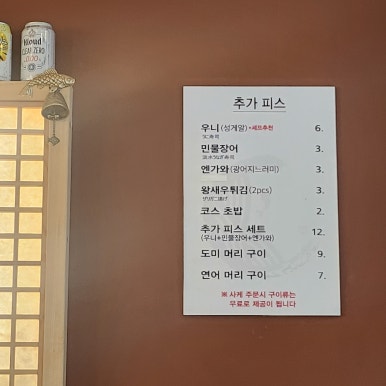 Kloud
추가 피스
우니(성게알) *셰프추천 6.
민물장어 3.
엔가와(광어지느러미) 3.
왕새우튀김(2pcs) 3.
코스 초밥 2.
추가 피스 세트 12.
(우니+민물장어+엔가와)
도미 머리 구이 9.
연어 머리 구이 7.
※ 사케 주문시 구이류는
무료로 제공이 됩니다